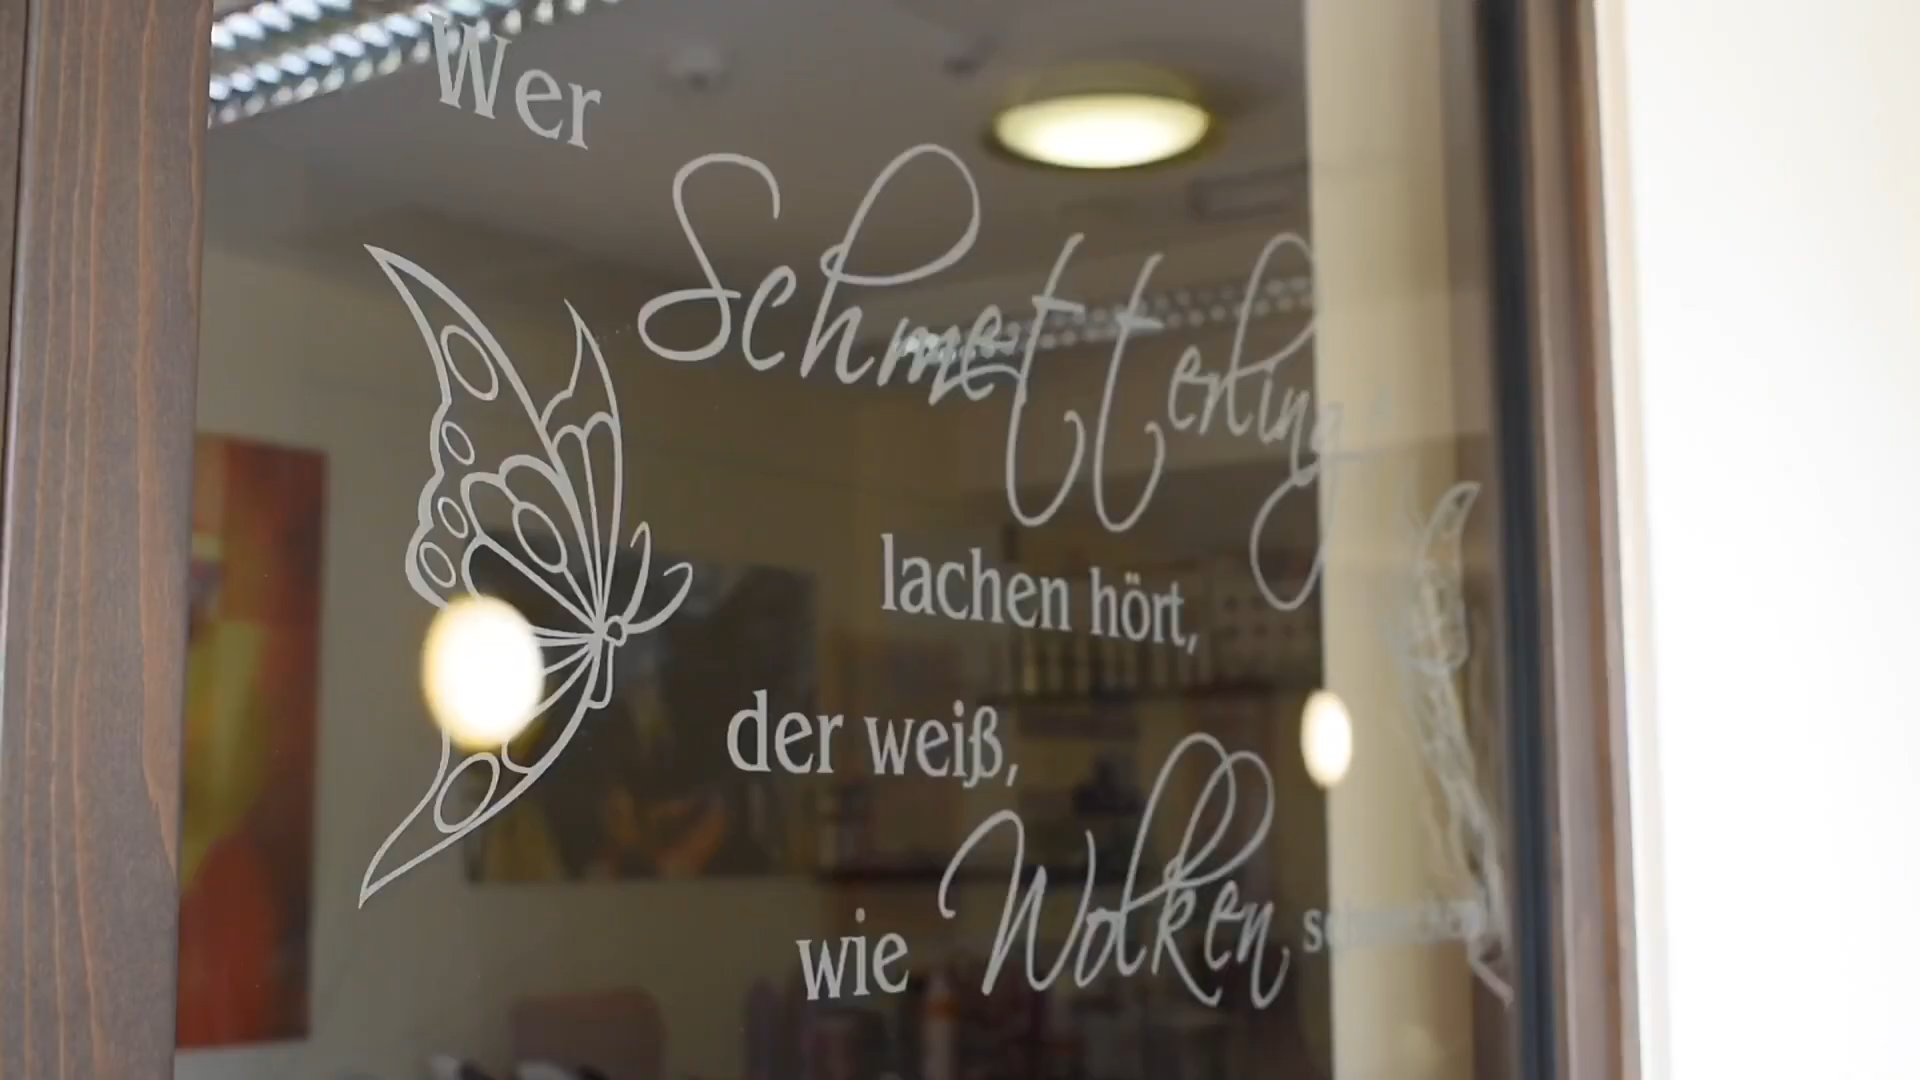 Wer
Schmetterlinge
lachen hört,
der weiß,
wie Wolken